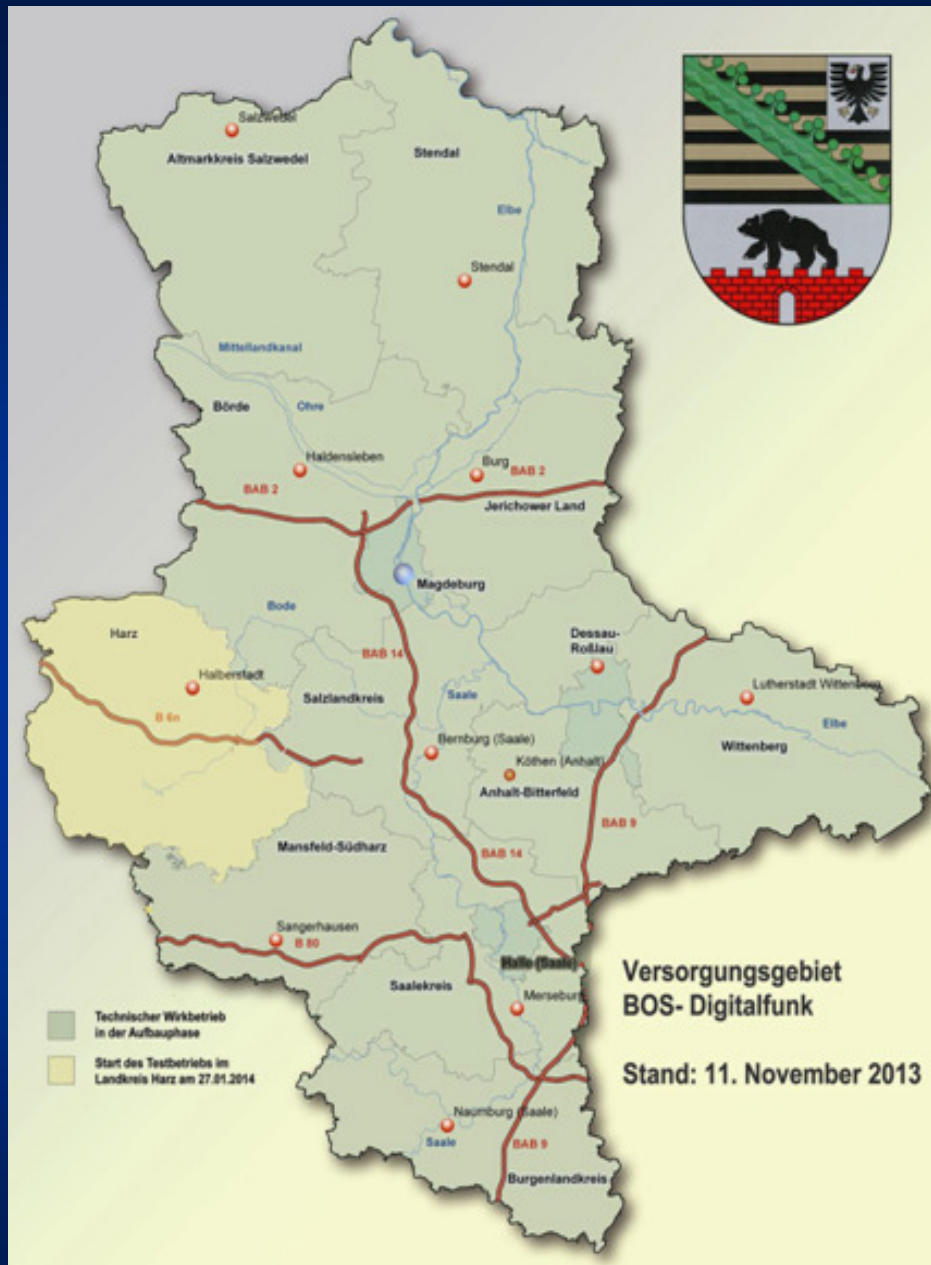 Salzwedel
Altmarkkreis Salzwedel
Stendal
Elbe
Stendal
Mittellandkanal
Börde
Ohre
Haldensleben
Burg
BAB 2
BAB 2
Jerichower Land
Magdeburg
Bode
Harz
Dessau-
Roßlau
BAB 14
Halberstadt
Salzlandkreis
Saale
Lutherstadt Wittenberg
B 6n
Elbe
Bernburg (Saale)
Wittenberg
Köthen (Anhalt)
Anhalt-Bitterfeld
BAB 9
Mansfeld-Südharz
BAB 14
Sangerhausen
B 80
Halle (Saale)
Saalekreis
Merseburg
Versorgungsgebiet
BOS- Digitalfunk
Stand: 11. November 2013
Technischer Wirkbetrieb
in der Aufbauphase
Start des Testbetriebs im
Landkreis Harz am 27.01.2014
Naumburg (Saale)
Saale
BAB 9
Burgenlandkreis